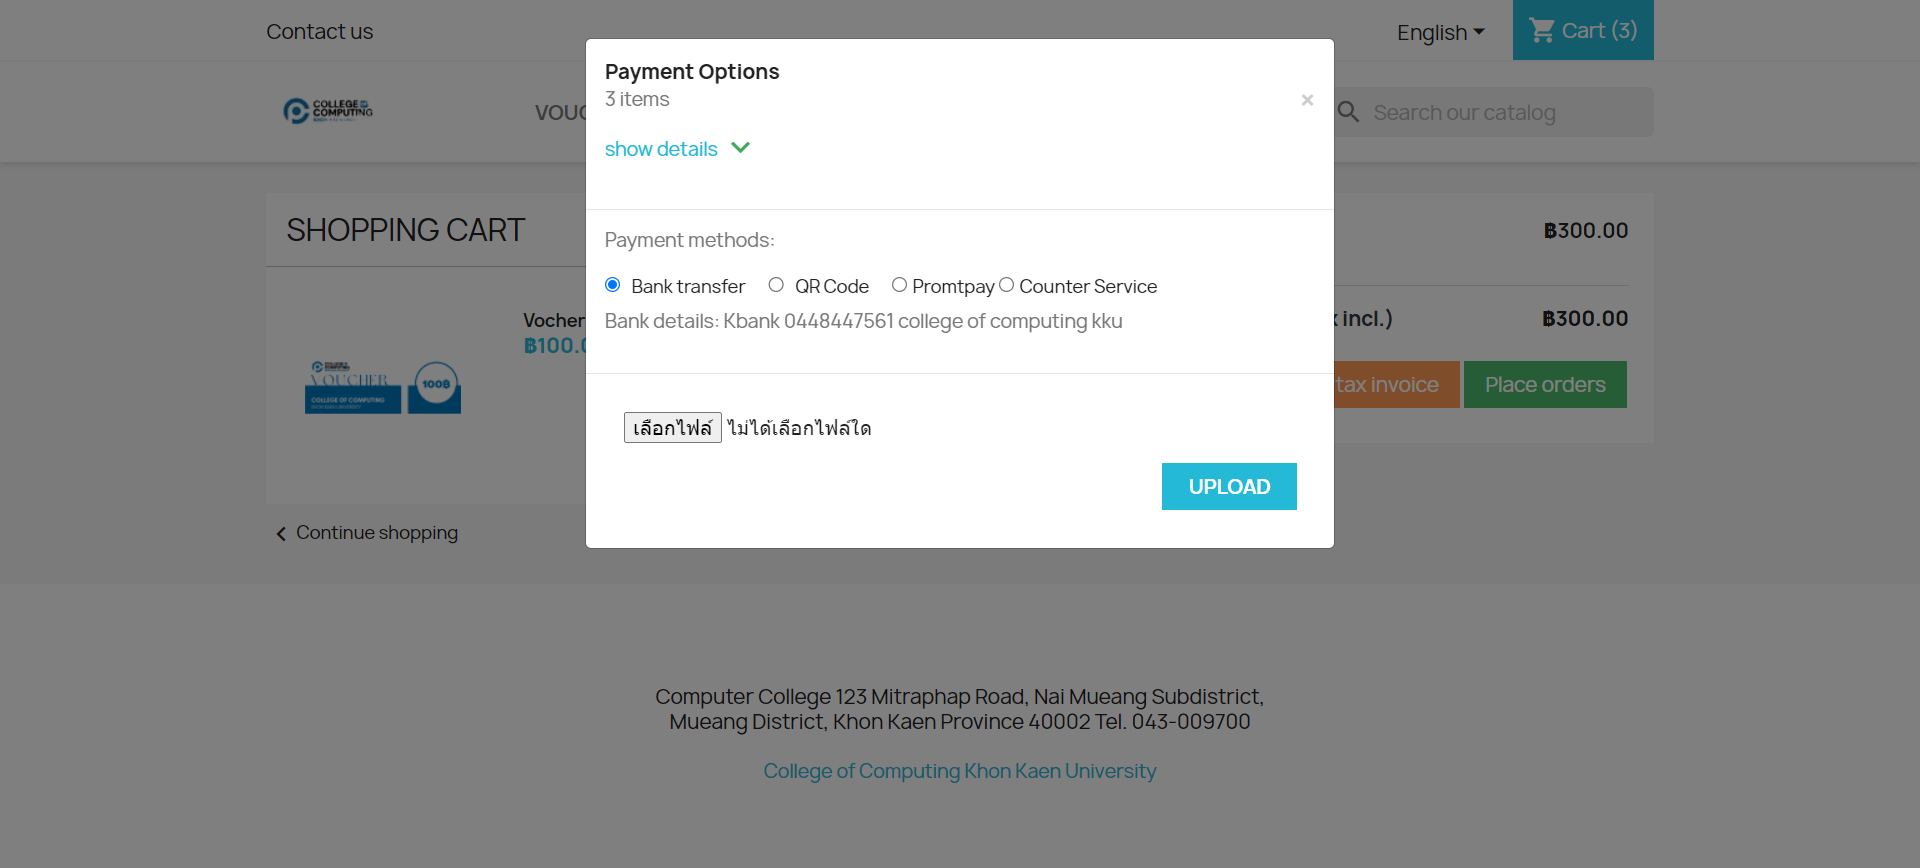 Contact us
English
Cart (3)
COLLEGE OF
COMPUTING
VOUC
Search our catalog
Payment Options
3 items
×
show details
SHOPPING CART
฿300.00
Payment methods:
Bank transfer
QR Code
Promtpay
Counter Service
Bank details: Kbank 0448447561 college of computing kku
Vocher
฿100.0
incl.)
฿300.00
VOUCHER
100฿
COLLEGE OF COMPUTING
tax invoice
Place orders
เลือกไฟล์ ไม่ได้เลือกไฟล์ใด
UPLOAD
Continue shopping
Computer College 123 Mitraphap Road, Nai Mueang Subdistrict,
Mueang District, Khon Kaen Province 40002 Tel. 043-009700
College of Computing Khon Kaen University